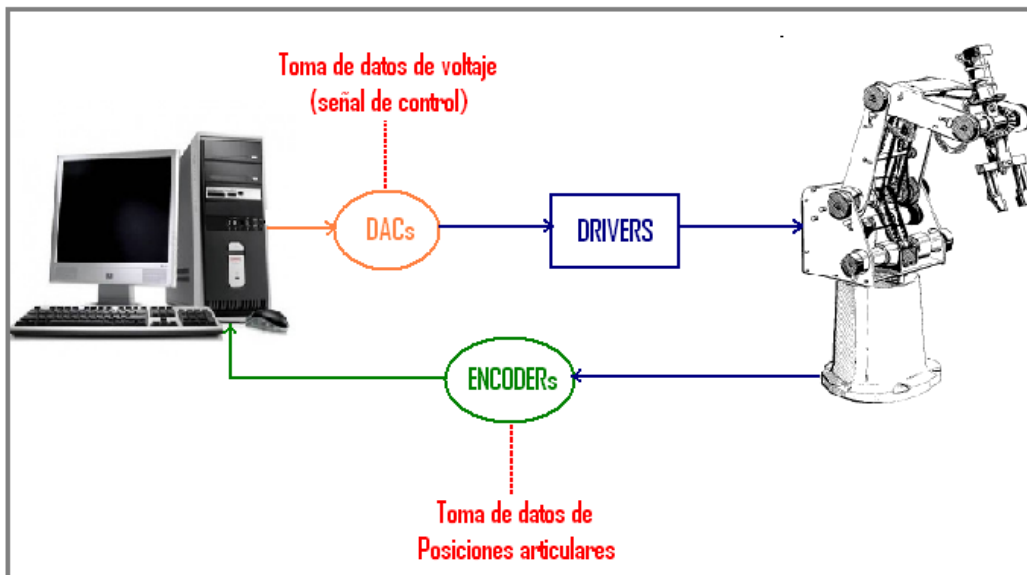 Toma de datos de voltaje
(señal de control)
DACs
DRIVERS
ENCODERs
Toma de datos de
Posiciones articulares